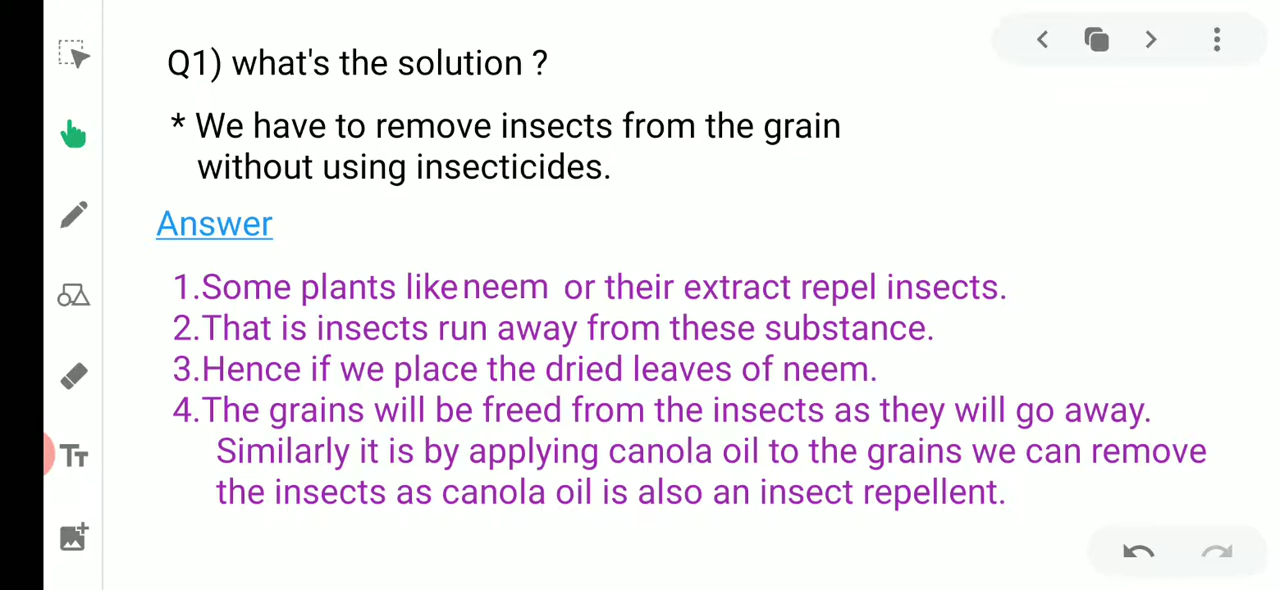 Q1) what's the solution ?
* We have to remove insects from the grain
without using insecticides.
Answer
1.Some plants like neem or their extract repel insects.
2.That is insects run away from these substance.
3.Hence if we place the dried leaves of neem.
4.The grains will be freed from the insects as they will go away.
Similarly it is by applying canola oil to the grains we can remove
the insects as canola oil is also an insect repellent.
TT